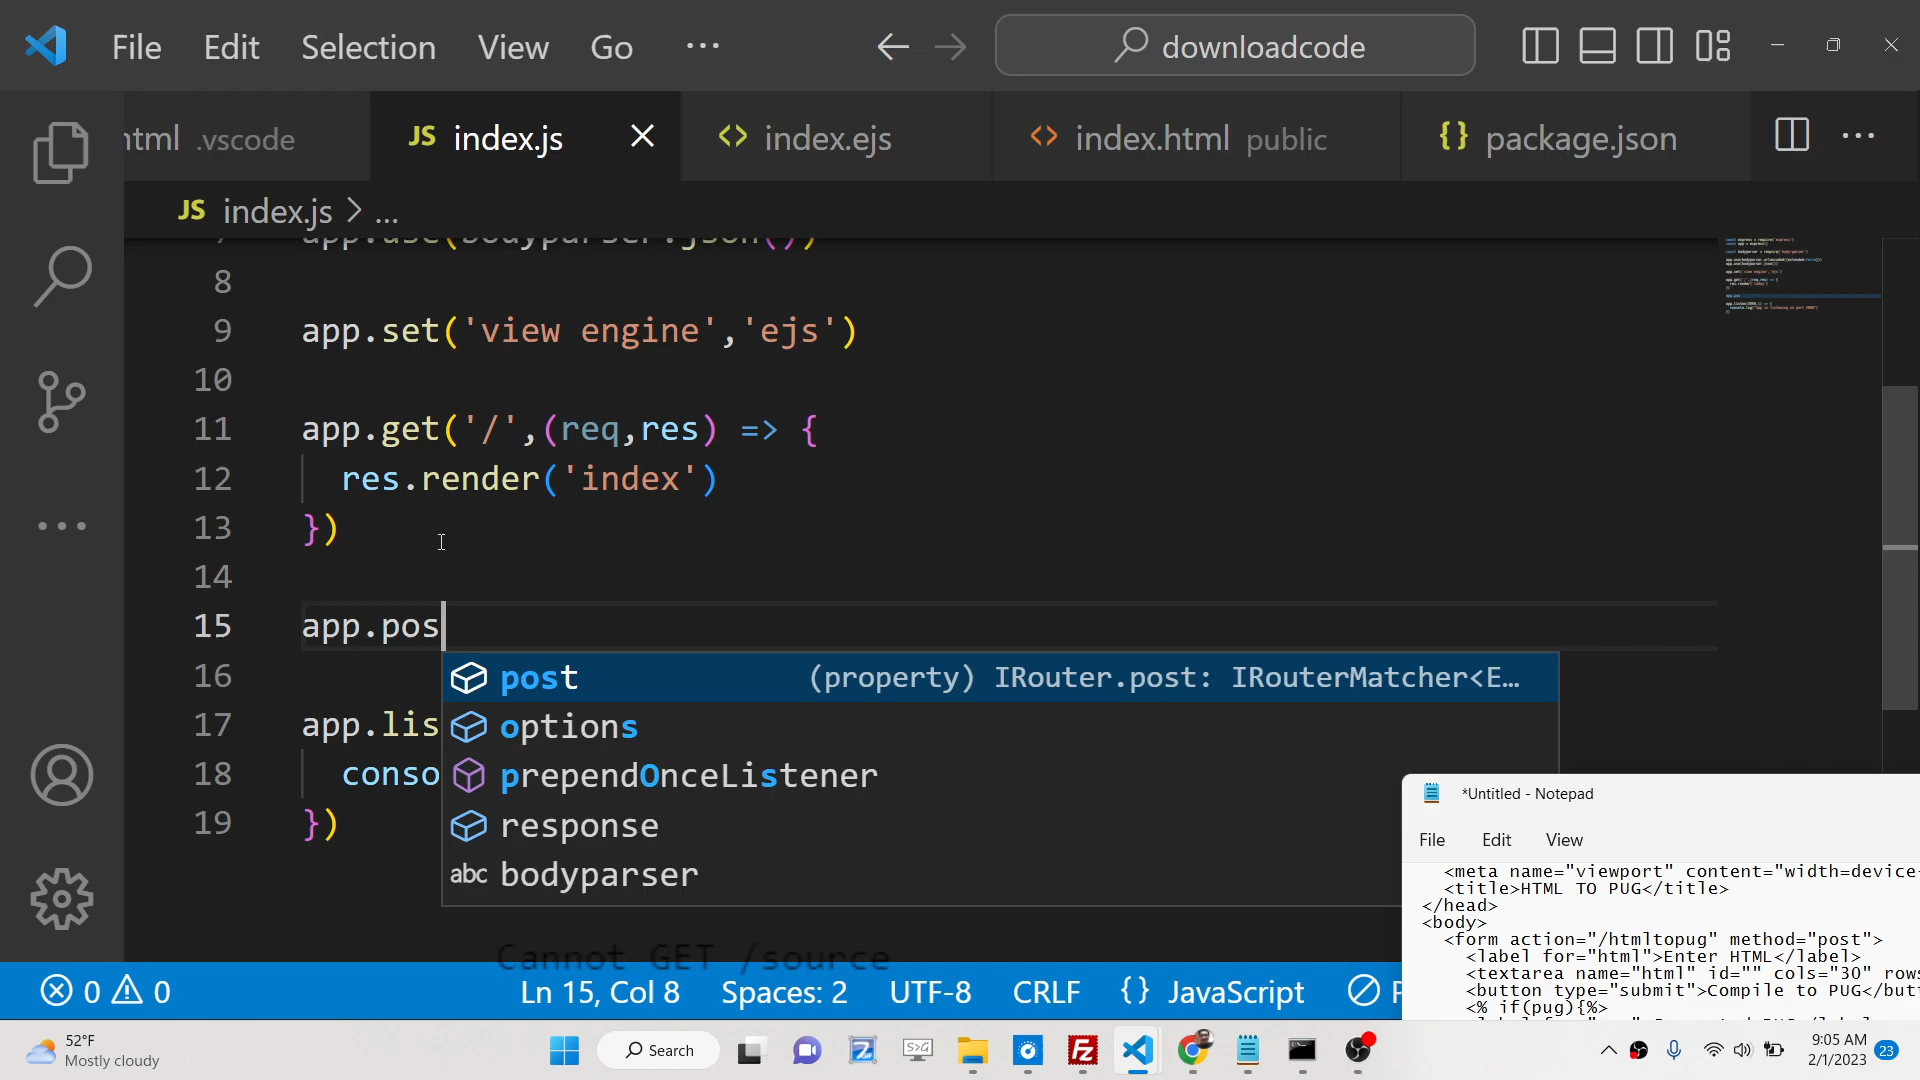 File Edit Selection View Go ··· downloadcode
html .vscode index.js index.ejs index.html public package.json
JS index.js > ...
7 app.use(bodyparser.json())
8
9 app.set('view engine','ejs')
10
11 app.get('/',(req,res) => {
12 res.render('index')
13 })
14
15 app.pos
post (property) IRouter.post: IRouterMatcher<E…
16
options
17 app.lis
prependOnceListener
18 conso
response
19 })
abc bodyparser
*Untitled - Notepad
File Edit View
<meta name="viewport" content="width=device-
<title>HTML TO PUG</title>
</head>
<body>
<form action="/htmltopug" method="post">
<label for="html">Enter HTML</label>
<textarea name="html" id="" cols="30" rows
<button type="submit">Compile to PUG</butt
<% if(pug){%>
Cannot GET /source
0 0 Ln 15, Col 8 Spaces: 2 UTF-8 CRLF {} JavaScript P
52°F
Mostly cloudy
Search
9:05 AM
2/1/2023
23